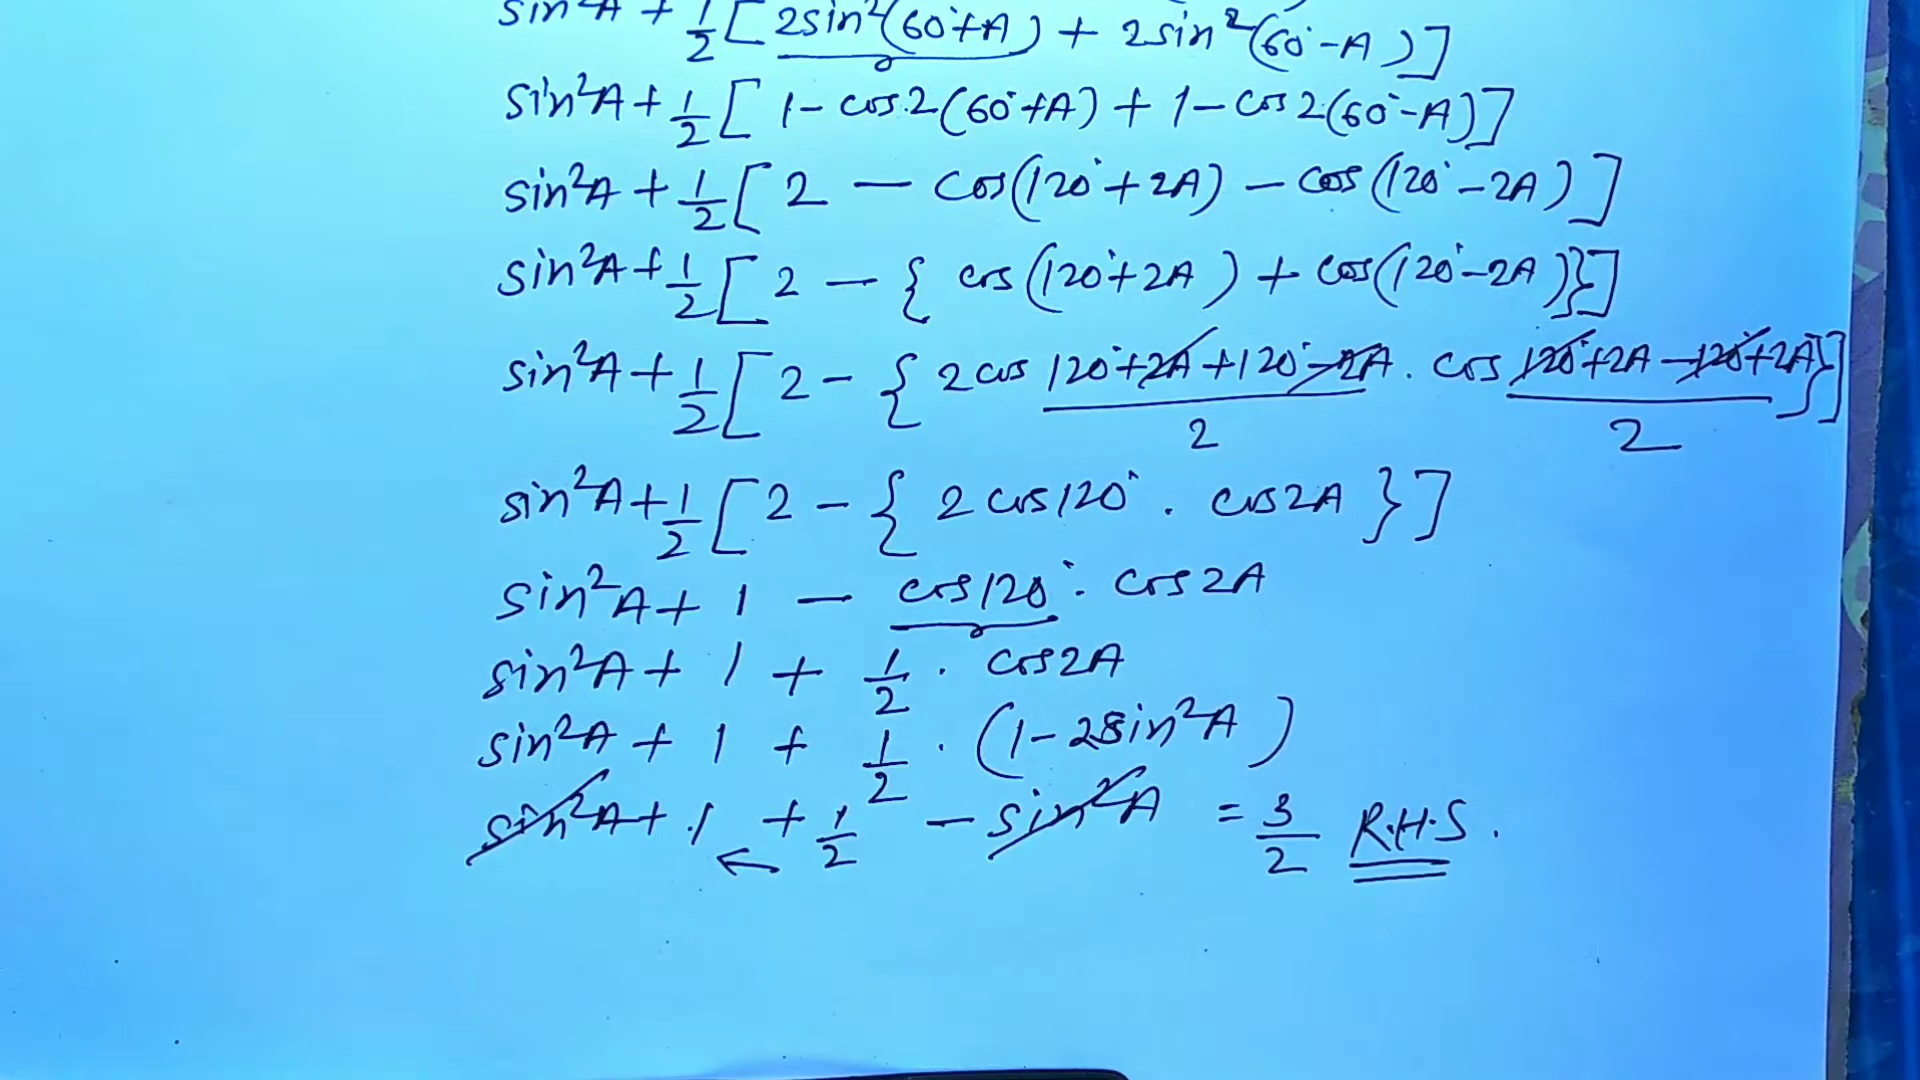 sin²A + 1/2 [ 2sin²(60°+A) + 2sin²(60°-A) ]
sin²A + 1/2 [ 1 - cos2(60°+A) + 1 - cos2(60°-A) ]
sin²A + 1/2 [ 2 - cos(120°+2A) - cos(120°-2A) ]
sin²A + 1/2 [ 2 - { cos(120°+2A) + cos(120°-2A) } ]
sin²A + 1/2 [ 2 - { 2cos (120°+2A+120°-2A)/2 . cos (120°+2A-120°+2A)/2 } ]
sin²A + 1/2 [ 2 - { 2cos120° . cos2A } ]
sin²A + 1 - cos120° . cos2A
sin²A + 1 + 1/2 . cos2A
sin²A + 1 + 1/2 . (1-2sin²A)
sin²A + 1 + 1/2 - sin²A = 3/2 R.H.S.